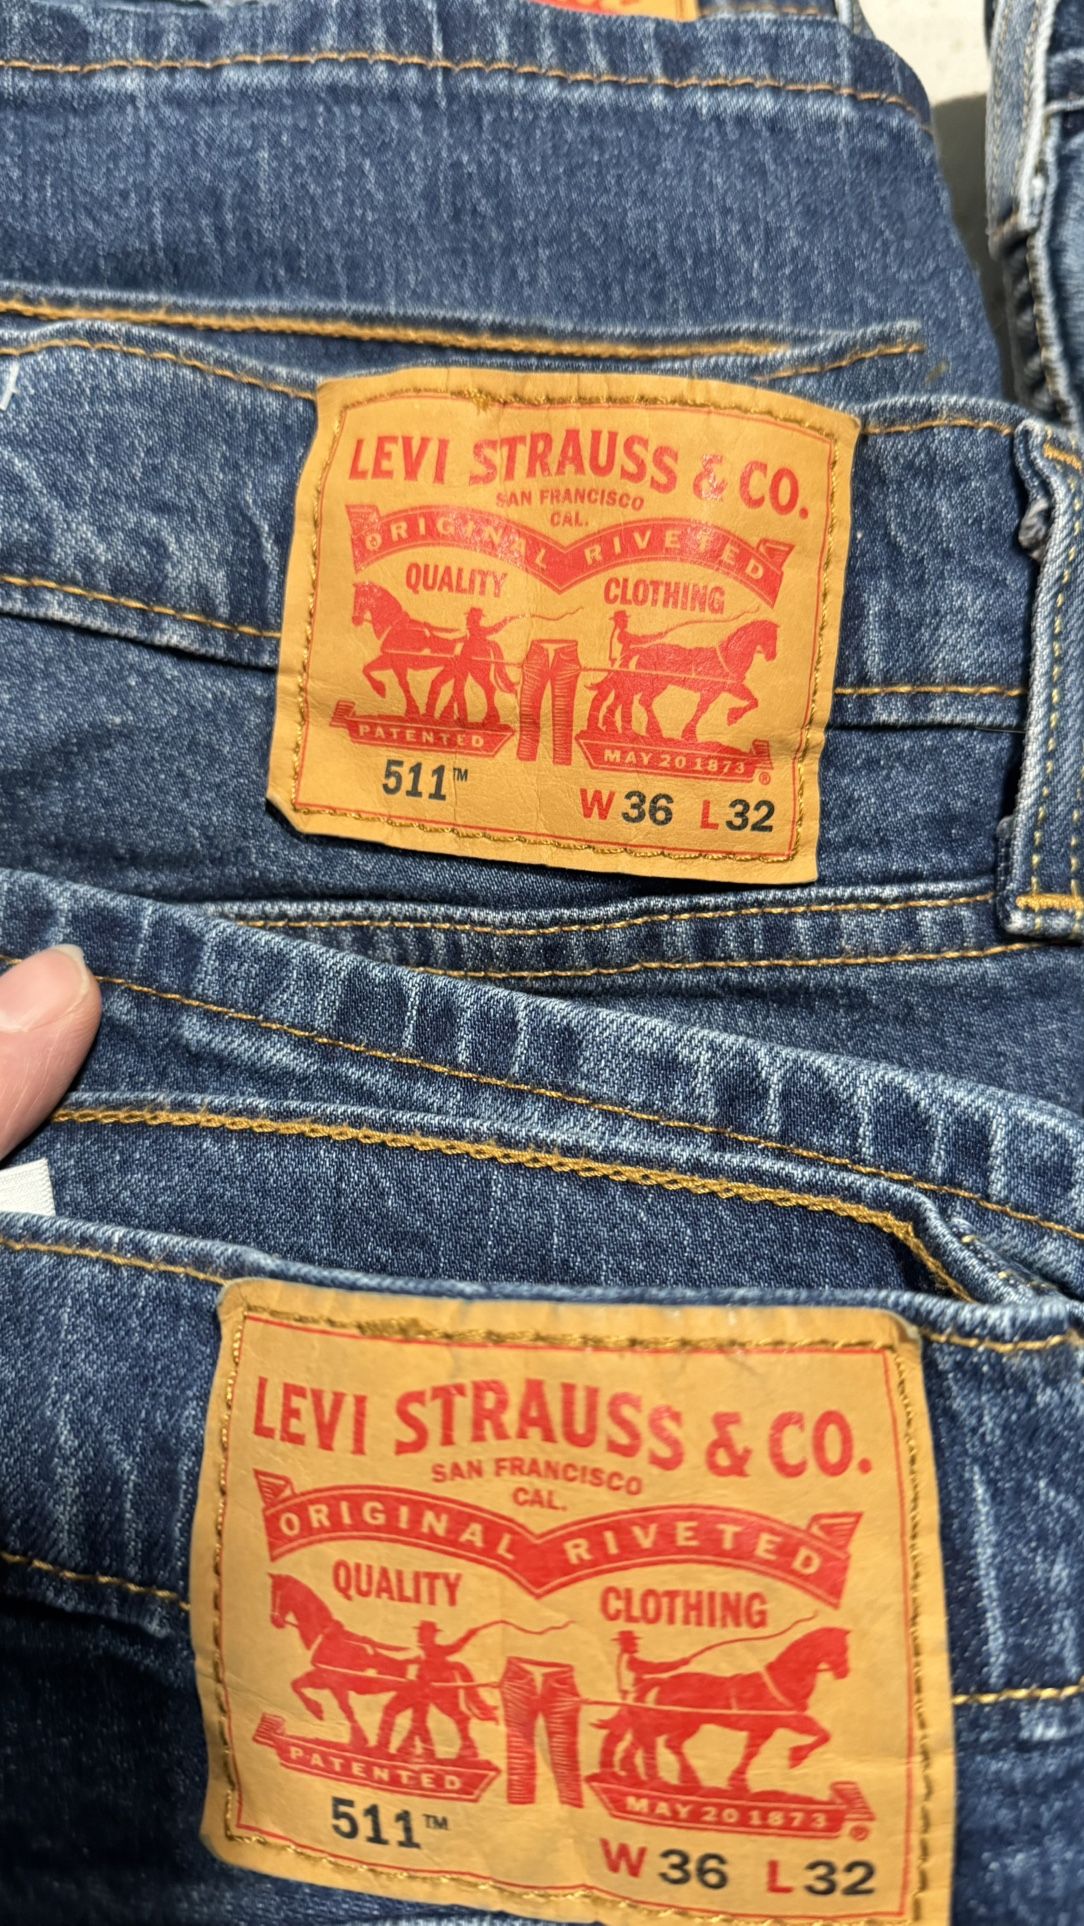 LEVI STRAUSS & CO.
SAN FRANCISCO
CAL.
ORIGINAL RIVETED
QUALITY CLOTHING
PATENTED MAY 20 1873 ®
511™ W 36 L 32
LEVI STRAUSS & CO.
SAN FRANCISCO
CAL.
ORIGINAL RIVETED
QUALITY CLOTHING
PATENTED MAY 20 1873 ®
511™ W 36 L 32